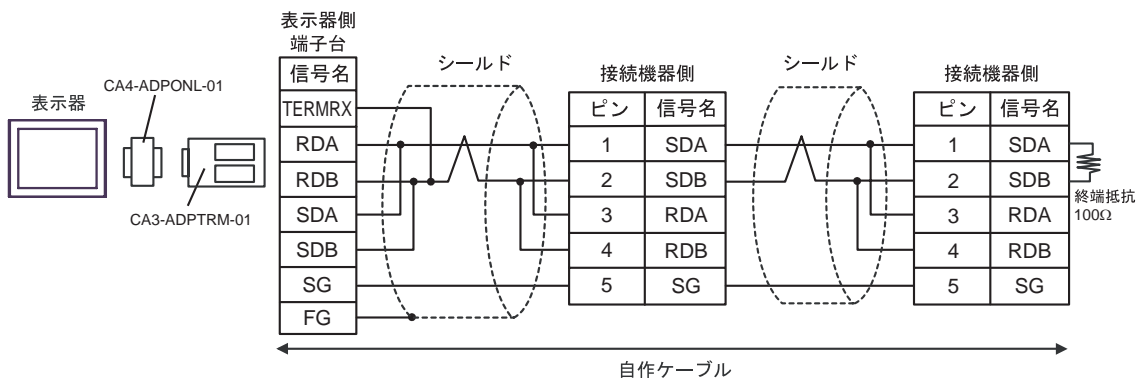 表示器
CA4-ADPONL-01
CA3-ADPTRM-01
表示器側
端子台
信号名
TERMRX
RDA
RDB
SDA
SDB
SG
FG
シールド
接続機器側
ピン 信号名
1 SDA
2 SDB
3 RDA
4 RDB
5 SG
シールド
接続機器側
ピン 信号名
1 SDA
2 SDB
3 RDA
4 RDB
5 SG
終端抵抗
100Ω
自作ケーブル